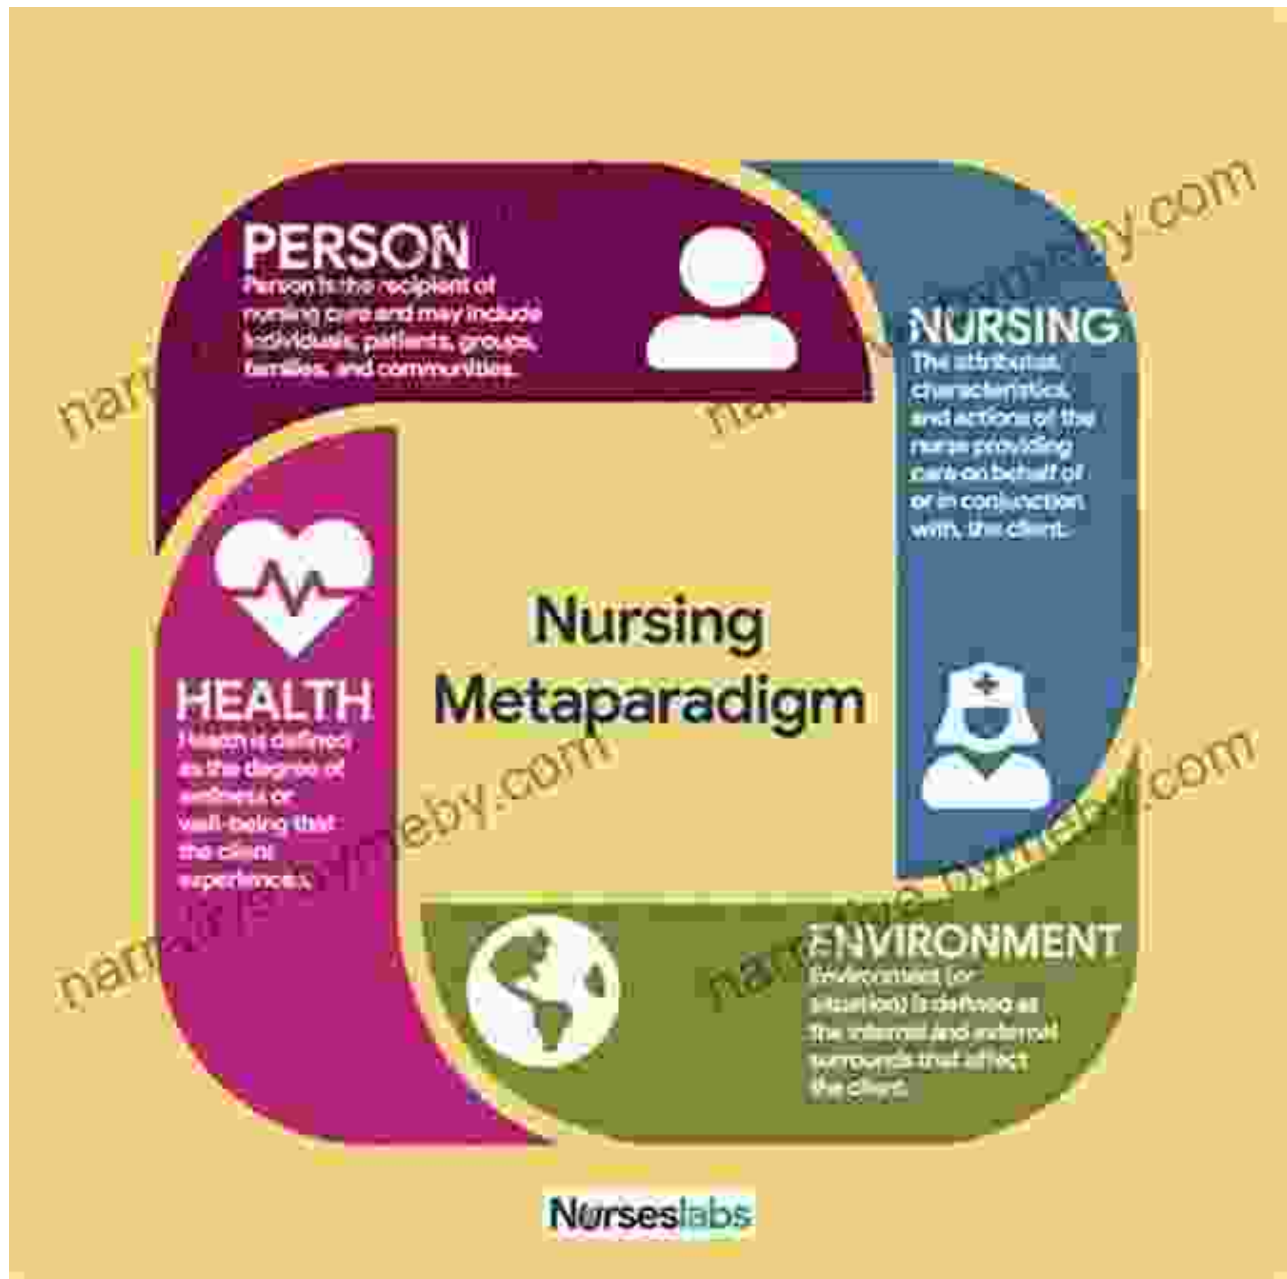 PERSON
Person is the recipient of
nursing care and may include
individuals, patients, groups,
families, and communities.
NURSING
The attributes,
characteristics,
and actions of the
nurse providing
care on behalf of
or in conjunction
with, the client.
Nursing
Metaparadigm
HEALTH
Health is defined
as the degree of
wellness or
well-being that
the client
experiences.
ENVIRONMENT
Environment (or
situation) is defined as
the internal and external
surrounds that affect
the client.
Nurseslabs